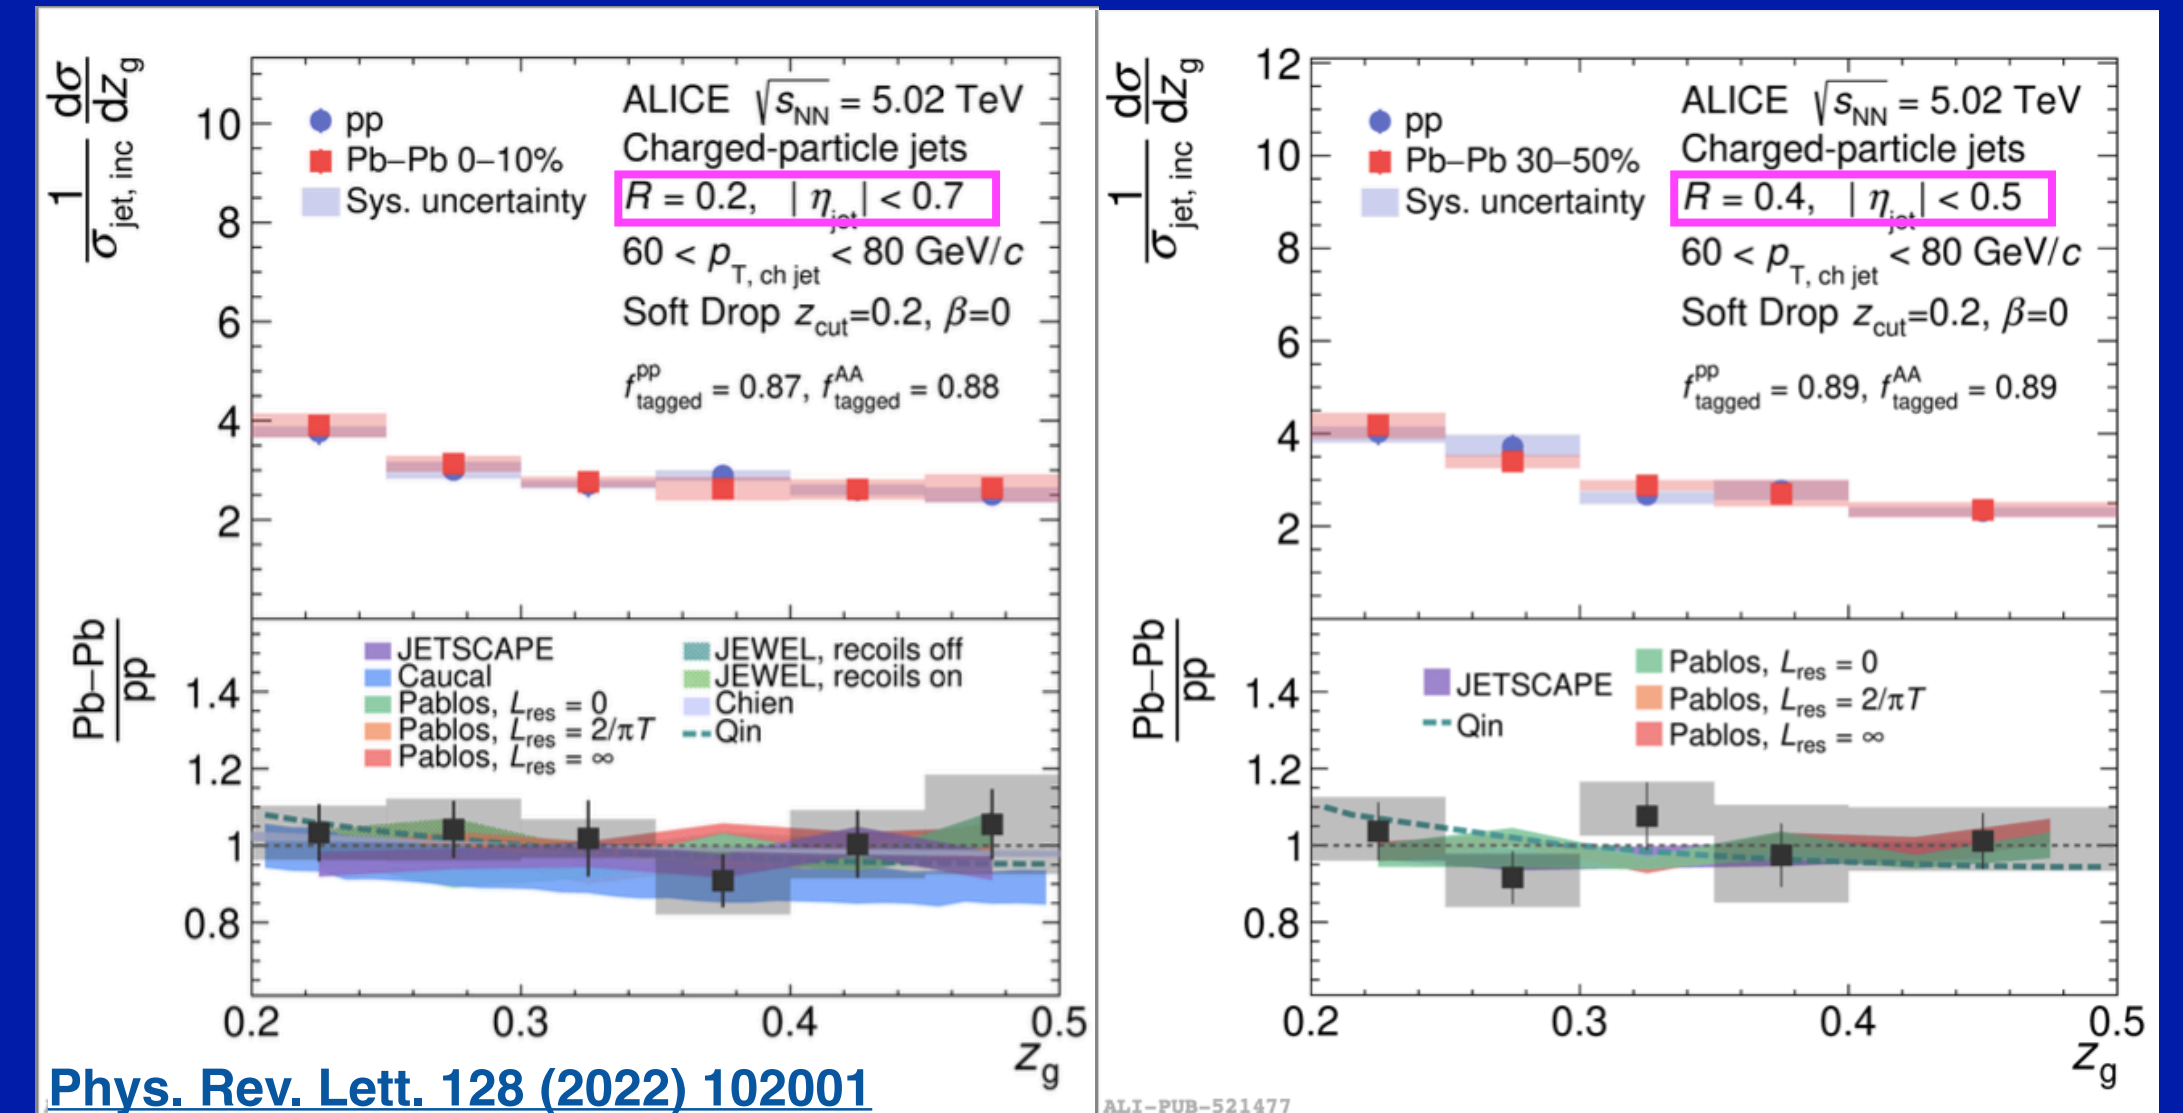 1/σjet, inc dσ/dzg
10
8
6
4
2
pp
Pb–Pb 0–10%
Sys. uncertainty
ALICE √sNN = 5.02 TeV
Charged-particle jets
R = 0.2, | ηjet| < 0.7
60 < pT, ch jet < 80 GeV/c
Soft Drop zcut=0.2, β=0
f pp tagged = 0.87, f AA tagged = 0.88
Pb–Pb/pp
1.4
1.2
1
0.8
JETSCAPE
Caucal
Pablos, Lres = 0
Pablos, Lres = 2/πT
Pablos, Lres = ∞
JEWEL, recoils off
JEWEL, recoils on
Chien
Qin
0.2 0.3 0.4 0.5
zg
Phys. Rev. Lett. 128 (2022) 102001
1/σjet, inc dσ/dzg
12
10
8
6
4
2
pp
Pb–Pb 30–50%
Sys. uncertainty
ALICE √sNN = 5.02 TeV
Charged-particle jets
R = 0.4, | ηjet| < 0.5
60 < pT, ch jet < 80 GeV/c
Soft Drop zcut=0.2, β=0
f pp tagged = 0.89, f AA tagged = 0.89
Pb–Pb/pp
1.4
1.2
1
0.8
JETSCAPE
Qin
Pablos, Lres = 0
Pablos, Lres = 2/πT
Pablos, Lres = ∞
0.2 0.3 0.4 0.5
zg
ALI-PUB-521477